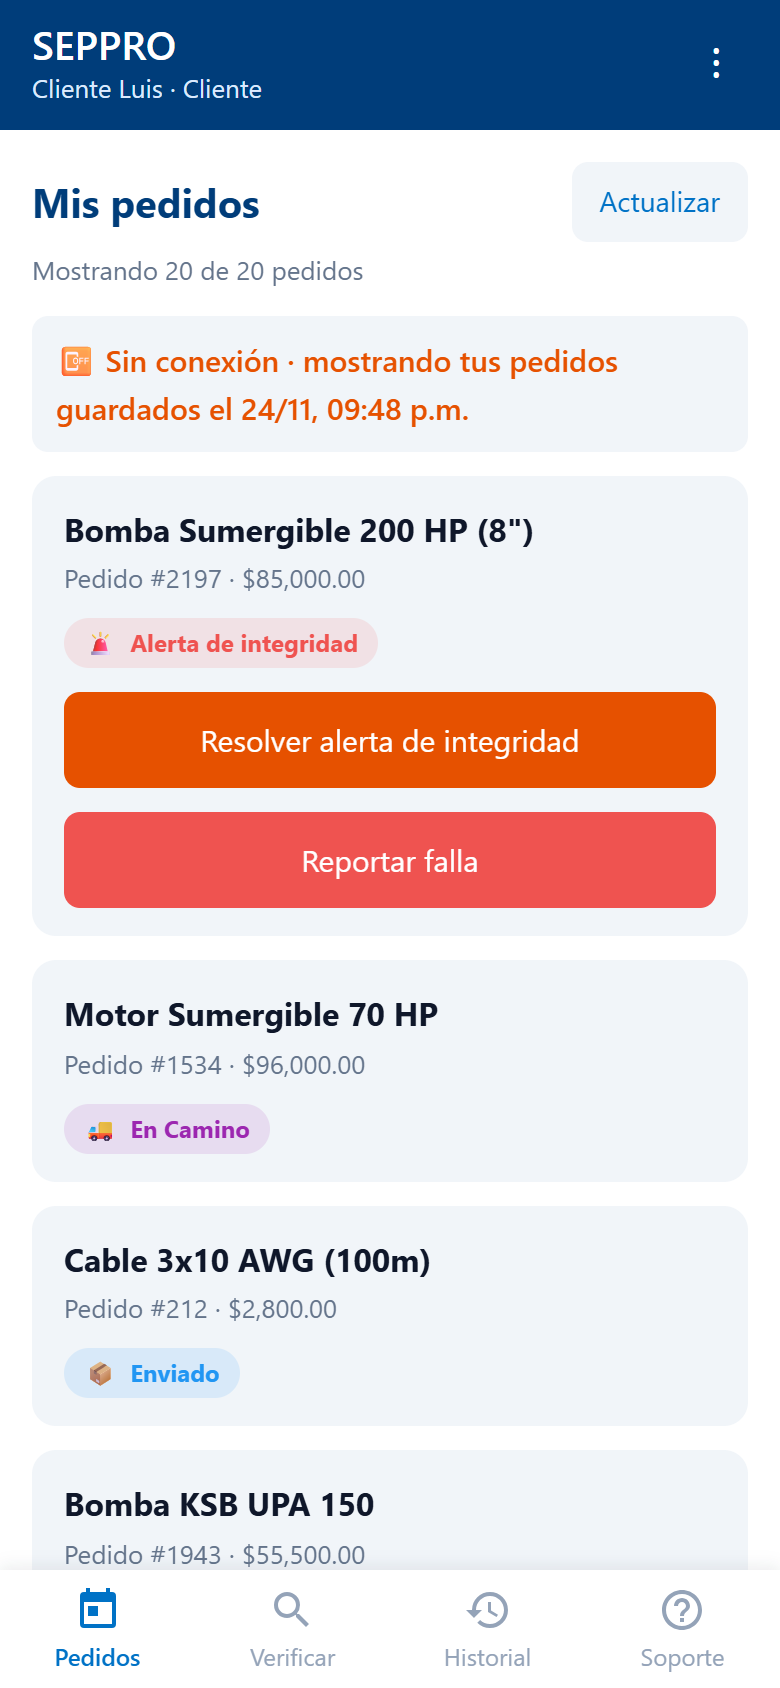 SEPPRO
Cliente Luis · Cliente
Mis pedidos
Actualizar
Mostrando 20 de 20 pedidos
📴 Sin conexión · mostrando tus pedidos
guardados el 24/11, 09:48 p.m.
Bomba Sumergible 200 HP (8")
Pedido #2197 · $85,000.00
🚨 Alerta de integridad
Resolver alerta de integridad
Reportar falla
Motor Sumergible 70 HP
Pedido #1534 · $96,000.00
🚚 En Camino
Cable 3x10 AWG (100m)
Pedido #212 · $2,800.00
📦 Enviado
Bomba KSB UPA 150
Pedido #1943 · $55,500.00
Pedidos
Verificar
Historial
Soporte